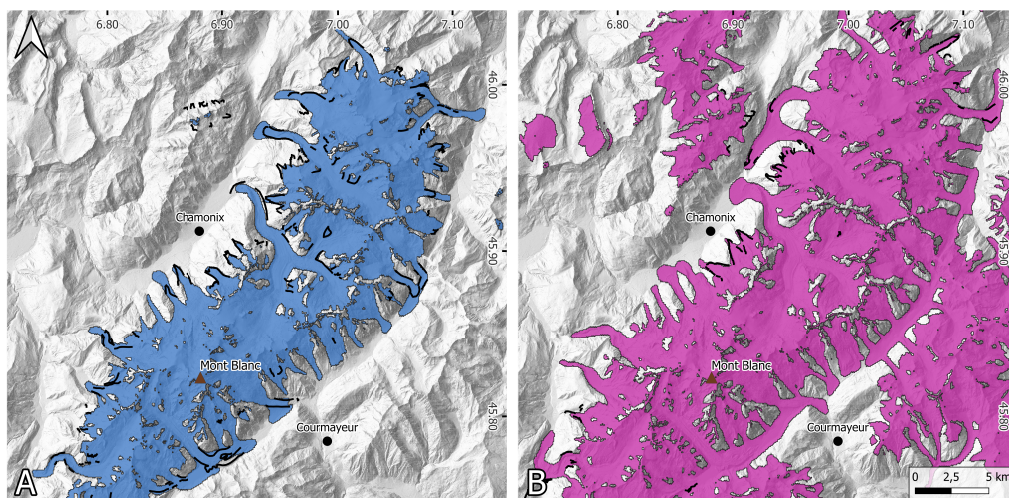 6.80 6.90 7.00 7.10
46.00
Chamonix
45.90
Mont Blanc
45.80
Courmayeur
A
6.80 6.90 7.00 7.10
46.00
Chamonix
45.90
Mont Blanc
45.80
Courmayeur
B
0 2,5 5 km